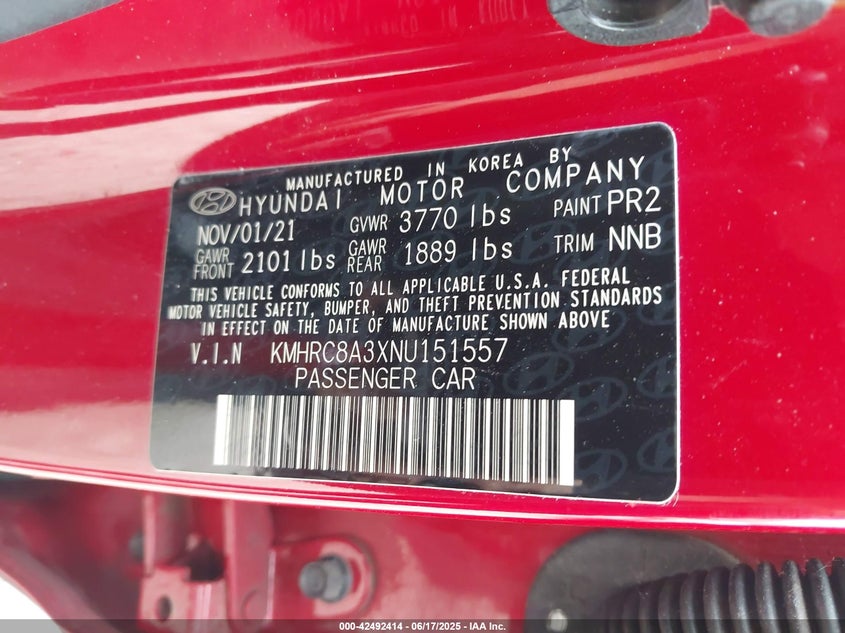 MANUFACTURED IN KOREA BY
HYUNDAI MOTOR COMPANY
NOV/01/21 GVWR 3770 lbs PAINT PR2
GAWR FRONT 2101 lbs GAWR REAR 1889 lbs TRIM NNB
THIS VEHICLE CONFORMS TO ALL APPLICABLE U.S.A. FEDERAL
MOTOR VEHICLE SAFETY, BUMPER, AND THEFT PREVENTION STANDARDS
IN EFFECT ON THE DATE OF MANUFACTURE SHOWN ABOVE
V.I.N KMHRC8A3XNU151557
PASSENGER CAR
000-42492414 - 06/17/2025 - IAA Inc.